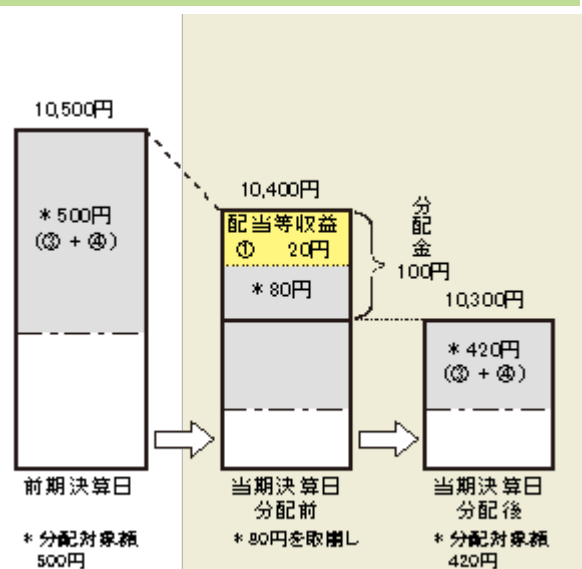 10,500円
*500円
(③ + ④)
前期決算日
* 分配対象額
500円
10,400円
配当等収益
① 20円
*80円
分配金
100円
当期決算日
分配前
*80円を取崩し
10,300円
*420円
(③ + ④)
当期決算日
分配後
* 分配対象額
420円